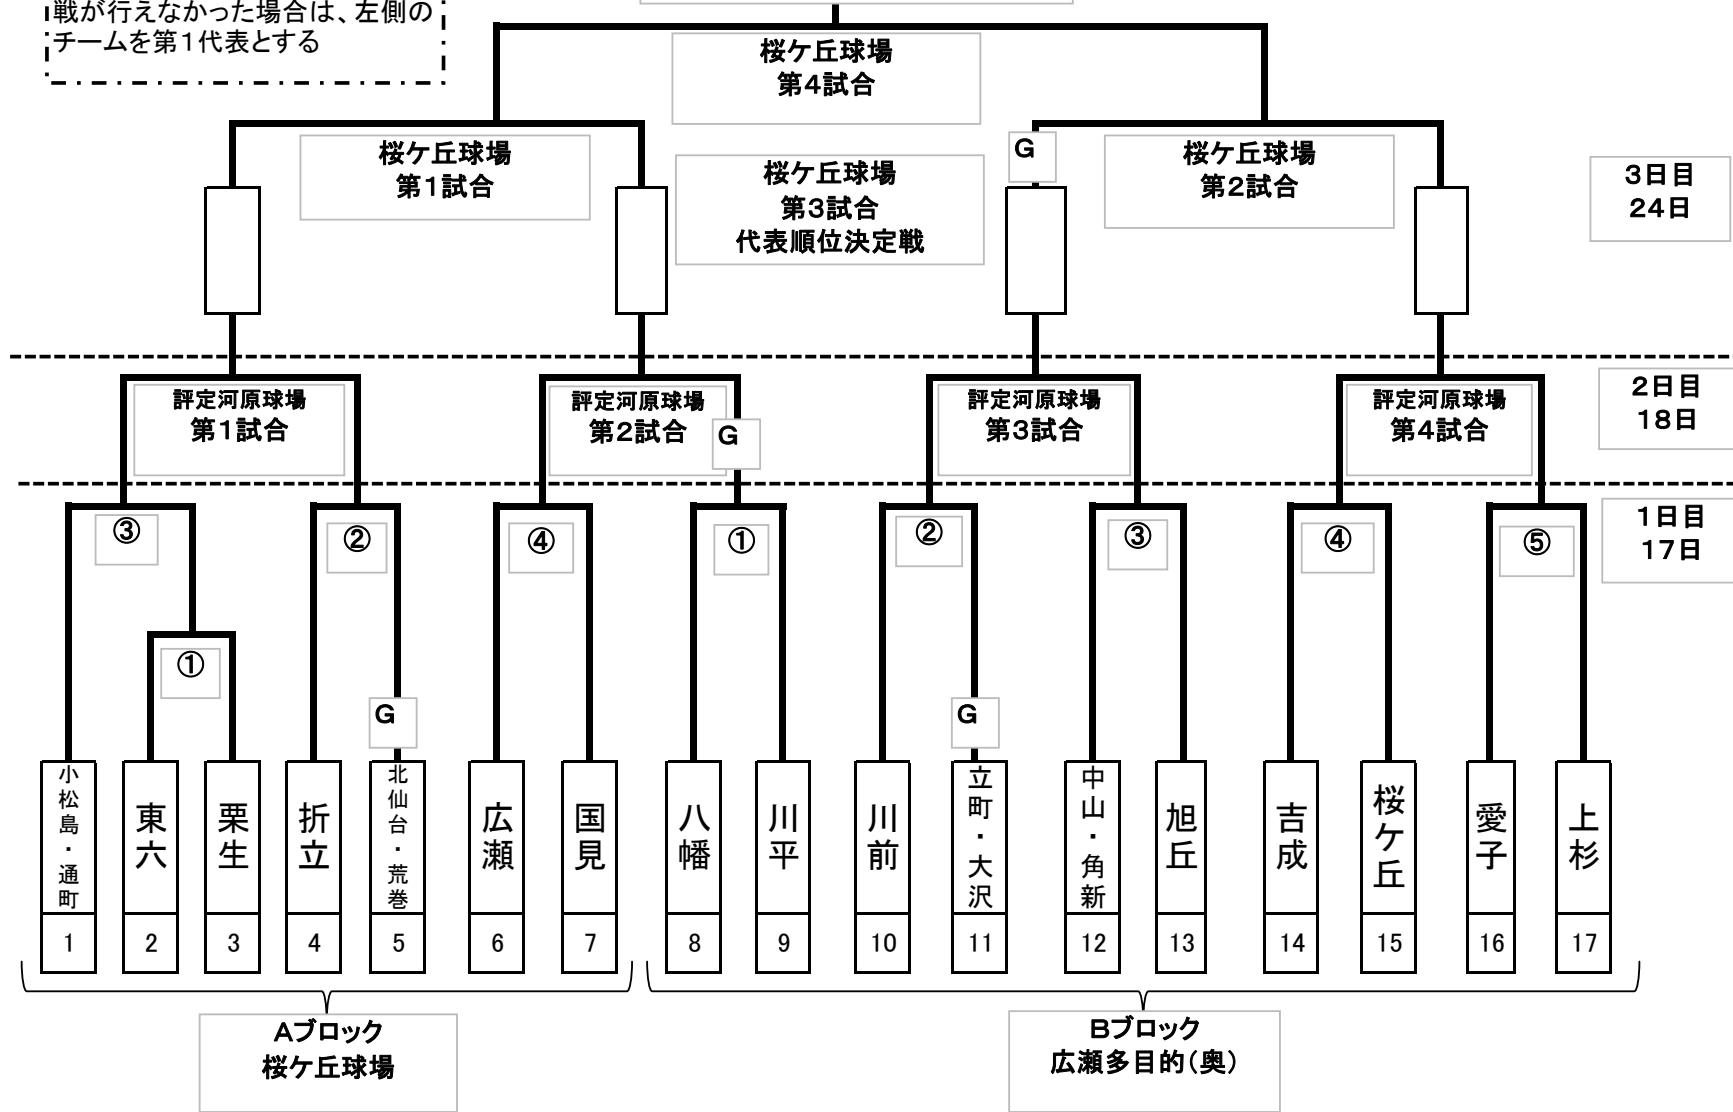 戦が行えなかった場合は、左側の
チームを第1代表とする
桜ケ丘球場
第4試合
桜ケ丘球場
第1試合
桜ケ丘球場
第3試合
代表順位決定戦
G
桜ケ丘球場
第2試合
3日目
24日
評定河原球場
第1試合
評定河原球場
第2試合
G
評定河原球場
第3試合
評定河原球場
第4試合
2日目
18日
③
②
④
①
②
③
④
⑤
1日目
17日
①
G
G
小松島・通町
東六
栗生
折立
北仙台・荒巻
広瀬
国見
八幡
川平
川前
立町・大沢
中山・角新
旭丘
吉成
桜ケ丘
愛子
上杉
1
2
3
4
5
6
7
8
9
10
11
12
13
14
15
16
17
Aブロック
桜ケ丘球場
Bブロック
広瀬多目的(奥)